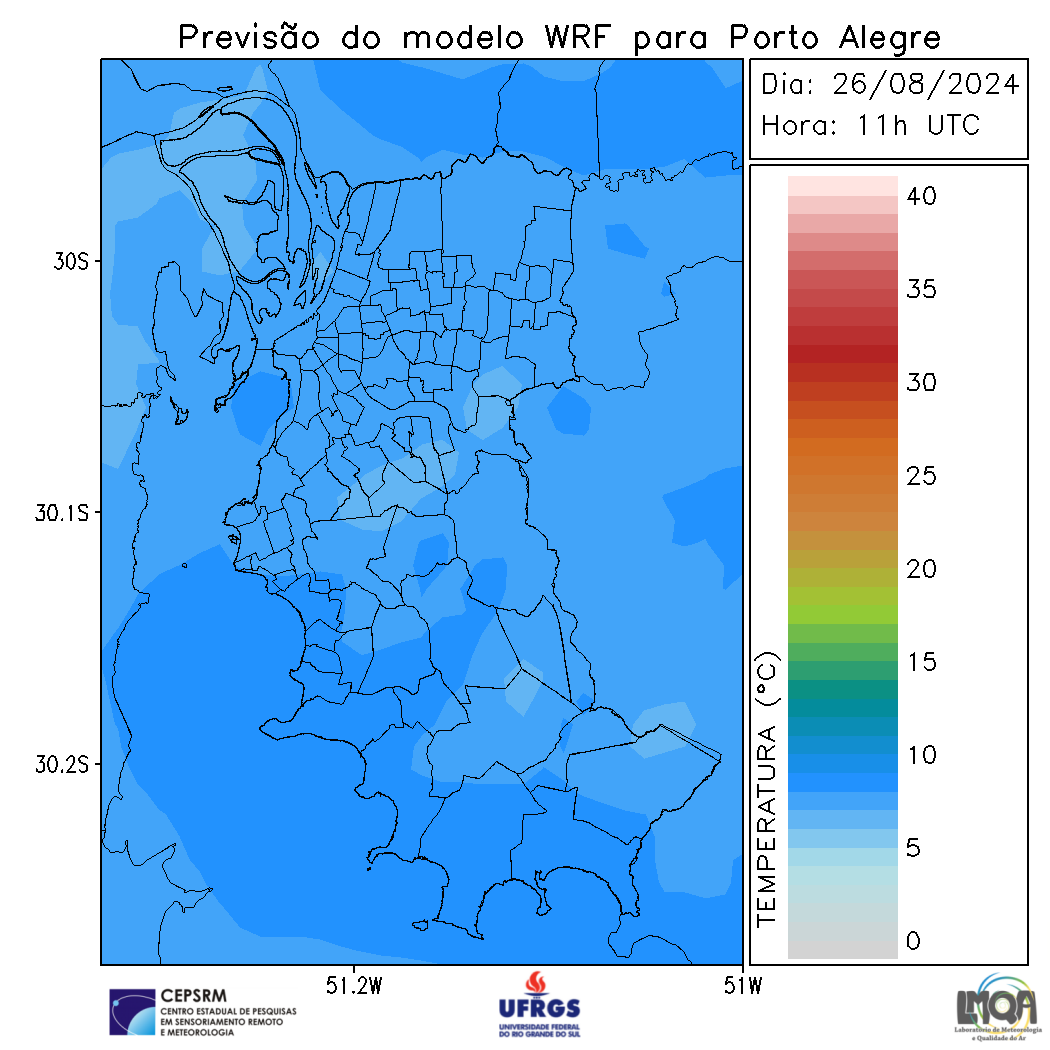 Previsão do modelo WRF para Porto Alegre
Dia: 26/08/2024
Hora: 11h UTC
30S
30.1S
30.2S
51.2W
51W
TEMPERATURA (°C)
40
35
30
25
20
15
10
5
0
CEPSRM
CENTRO ESTADUAL DE PESQUISAS
EM SENSORIAMENTO REMOTO
E METEOROLOGIA
UFRGS
UNIVERSIDADE FEDERAL
DO RIO GRANDE DO SUL
LMQA
Laboratório de Meteorologia
e Qualidade do Ar